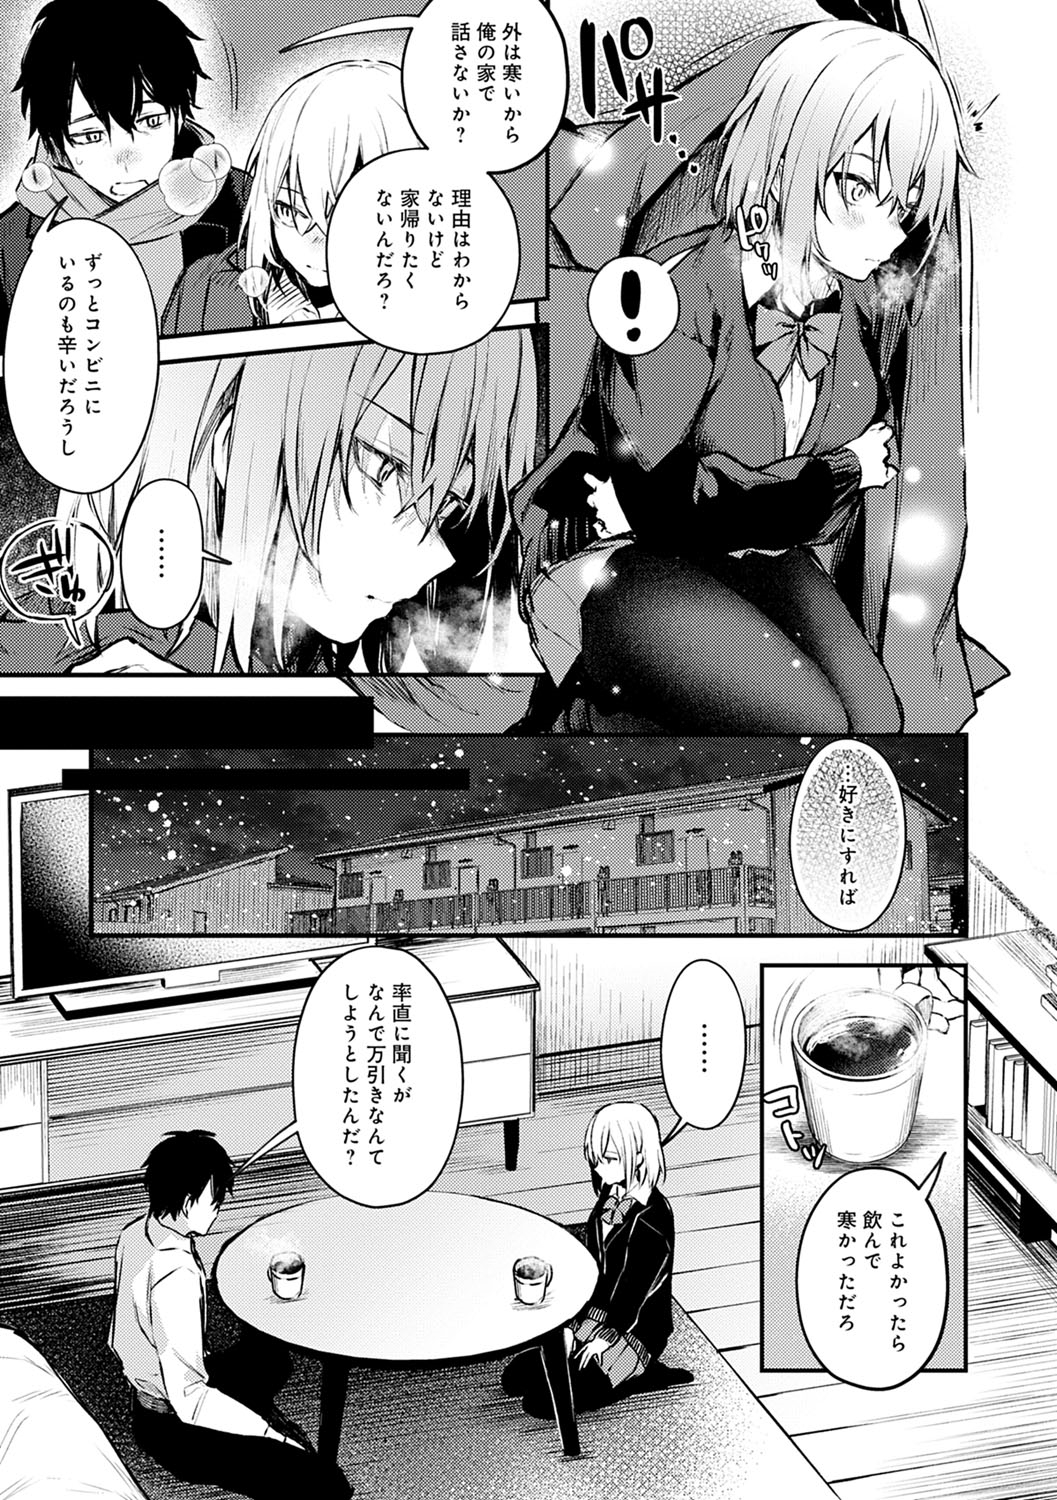 パサ…
ドクッ
！
外は寒いから
俺の家で
話さないか？
理由はわから
ないけど
家帰りたく
ないんだろ？
ずっとコンビニに
いるのも辛いだろうし
……
ぎゅ
…好きにすれば
コトッ
これよかったら
飲んで
寒かっただろ
……
率直に聞くが
なんで万引きなんて
しようとしたんだ？